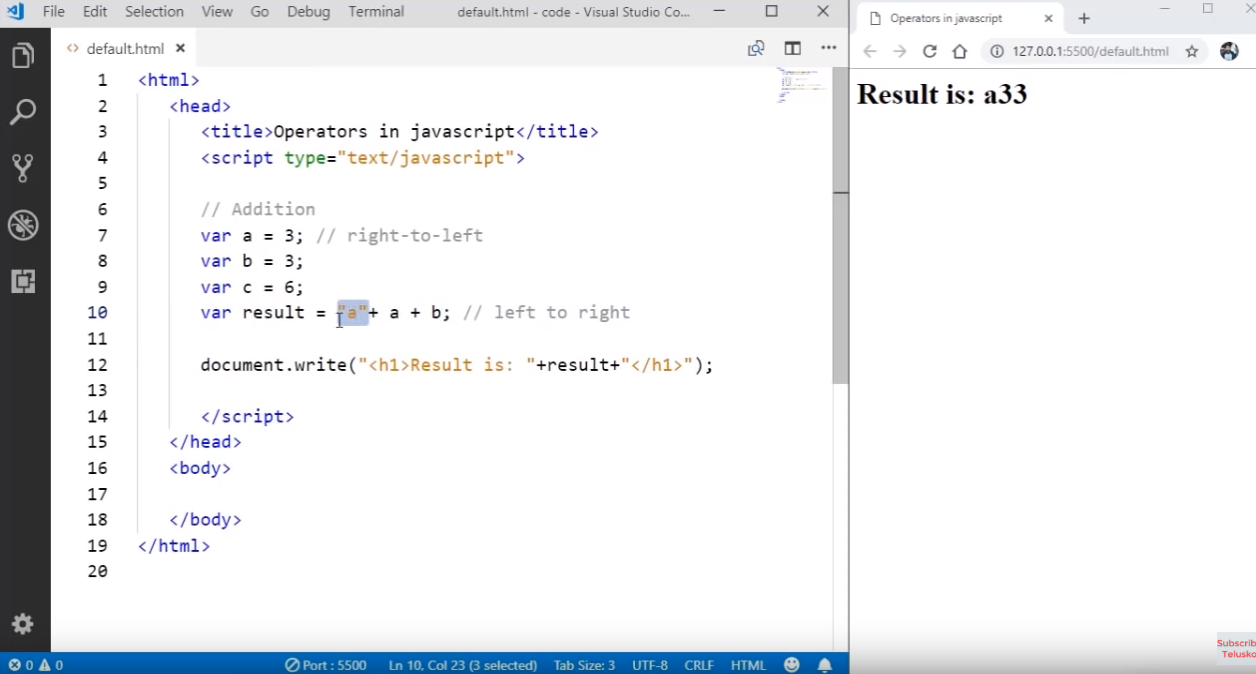 File Edit Selection View Go Debug Terminal default.html - code - Visual Studio Co...
default.html
1 <html>
2 <head>
3 <title>Operators in javascript</title>
4 <script type="text/javascript">
5
6 // Addition
7 var a = 3; // right-to-left
8 var b = 3;
9 var c = 6;
10 var result = "a"+ a + b; // left to right
11
12 document.write("<h1>Result is: "+result+"</h1>");
13
14 </script>
15 </head>
16 <body>
17
18 </body>
19 </html>
20
0 0 Port : 5500 Ln 10, Col 23 (3 selected) Tab Size: 3 UTF-8 CRLF HTML
Operators in javascript
127.0.0.1:5500/default.html
Result is: a33